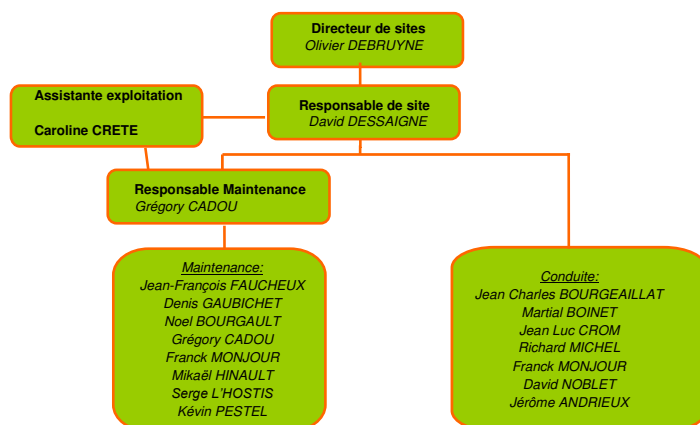 Directeur de sites
Olivier DEBRUYNE
Assistante exploitation
Caroline CRETE
Responsable de site
David DESSAIGNE
Responsable Maintenance
Grégory CADOU
Maintenance:
Jean-François FAUCHEUX
Denis GAUBICHET
Noel BOURGAULT
Grégory CADOU
Franck MONJOUR
Mikaël HINAULT
Serge L'HOSTIS
Kévin PESTEL
Conduite:
Jean Charles BOURGEAILLAT
Martial BOINET
Jean Luc CROM
Richard MICHEL
Franck MONJOUR
David NOBLET
Jérôme ANDRIEUX